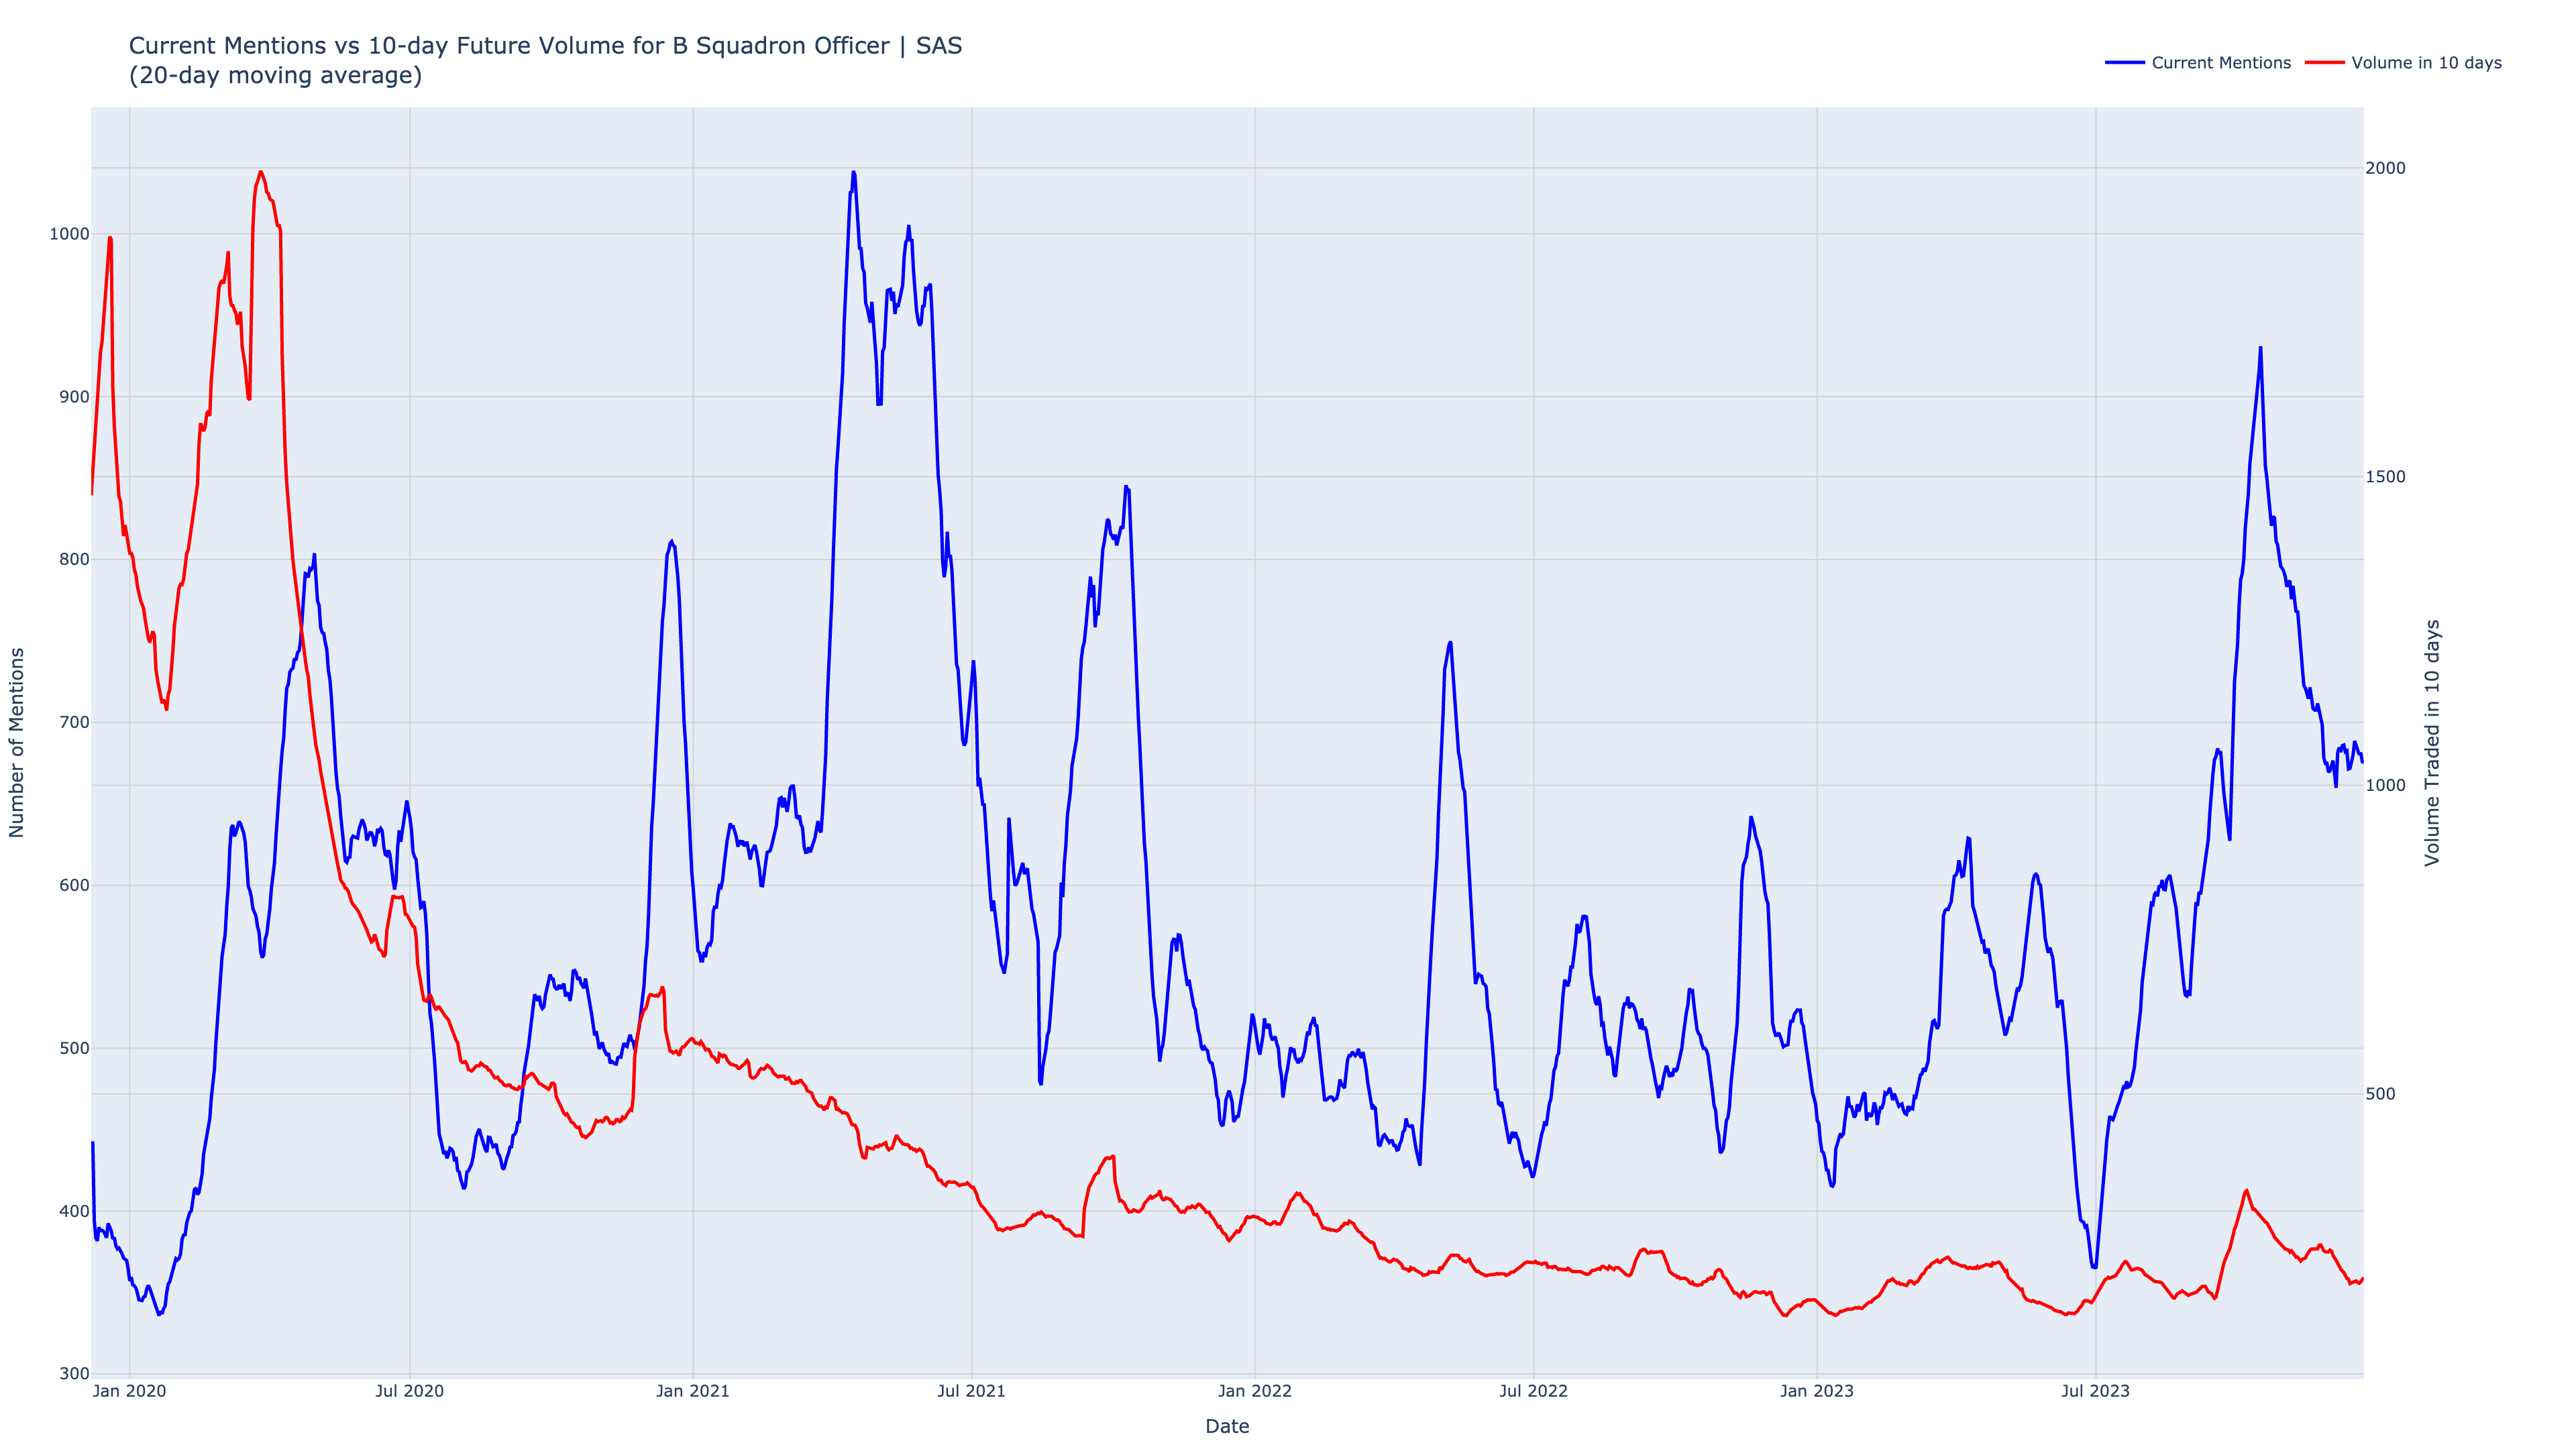 Current Mentions vs 10-day Future Volume for B Squadron Officer | SAS
(20-day moving average)
Current Mentions
Volume in 10 days
Number of Mentions
1000
900
800
700
600
500
400
300
2000
1500
1000
500
Volume Traded in 10 days
Jan 2020
Jul 2020
Jan 2021
Jul 2021
Jan 2022
Jul 2022
Jan 2023
Jul 2023
Date